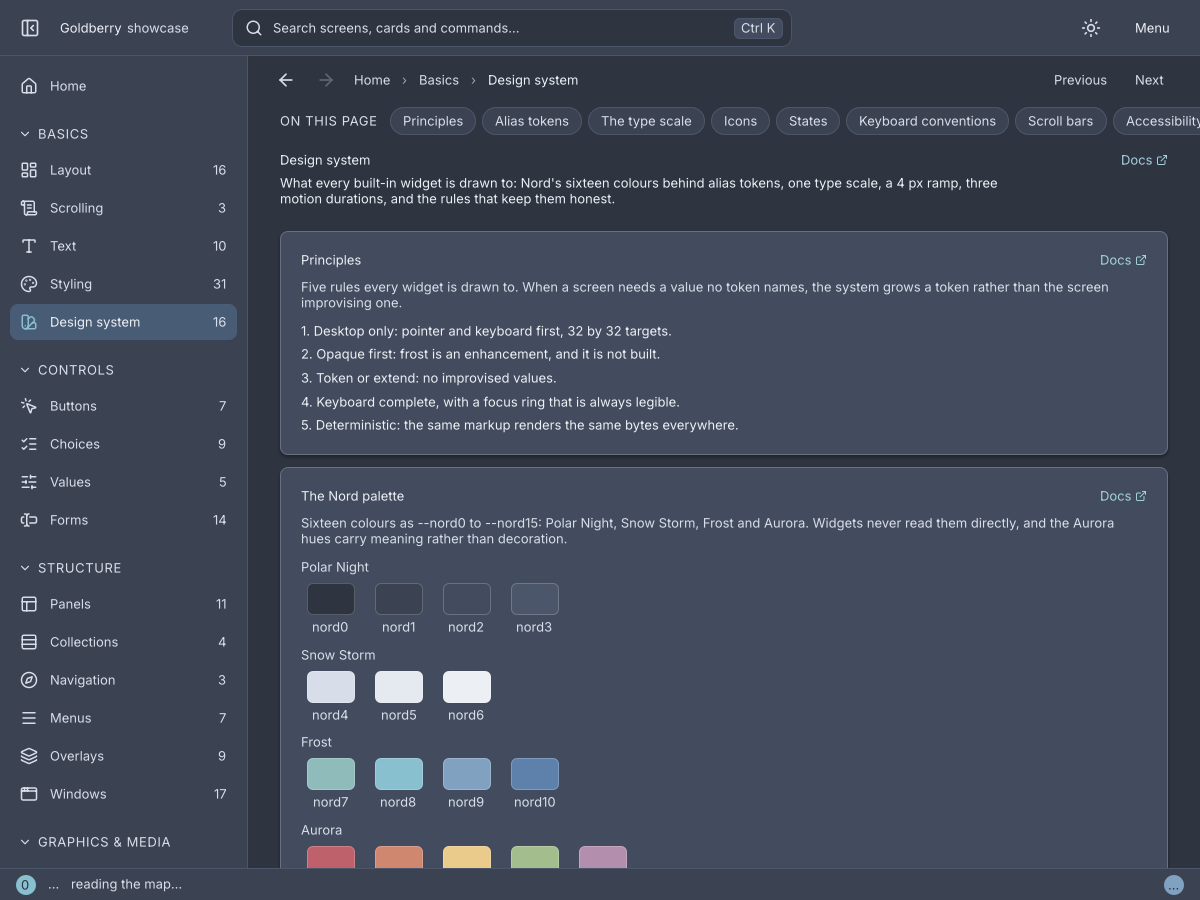 Goldberry showcase
Search screens, cards and commands...
Ctrl K
Menu
Home
BASICS
Layout 16
Scrolling 3
Text 10
Styling 31
Design system 16
CONTROLS
Buttons 7
Choices 9
Values 5
Forms 14
STRUCTURE
Panels 11
Collections 4
Navigation 3
Menus 7
Overlays 9
Windows 17
GRAPHICS & MEDIA
Home › Basics › Design system
Previous Next
ON THIS PAGE Principles Alias tokens The type scale Icons States Keyboard conventions Scroll bars Accessibility
Design system
Docs
What every built-in widget is drawn to: Nord's sixteen colours behind alias tokens, one type scale, a 4 px ramp, three
motion durations, and the rules that keep them honest.
Principles
Docs
Five rules every widget is drawn to. When a screen needs a value no token names, the system grows a token rather than the screen
improvising one.
1. Desktop only: pointer and keyboard first, 32 by 32 targets.
2. Opaque first: frost is an enhancement, and it is not built.
3. Token or extend: no improvised values.
4. Keyboard complete, with a focus ring that is always legible.
5. Deterministic: the same markup renders the same bytes everywhere.
The Nord palette
Docs
Sixteen colours as --nord0 to --nord15: Polar Night, Snow Storm, Frost and Aurora. Widgets never read them directly, and the Aurora
hues carry meaning rather than decoration.
Polar Night
nord0 nord1 nord2 nord3
Snow Storm
nord4 nord5 nord6
Frost
nord7 nord8 nord9 nord10
Aurora
0 ... reading the map...
...